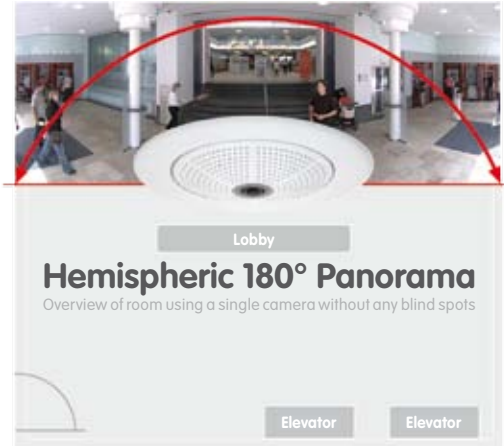 Lobby
Hemispheric 180° Panorama
Overview of room using a single camera without any blind spots
Elevator Elevator